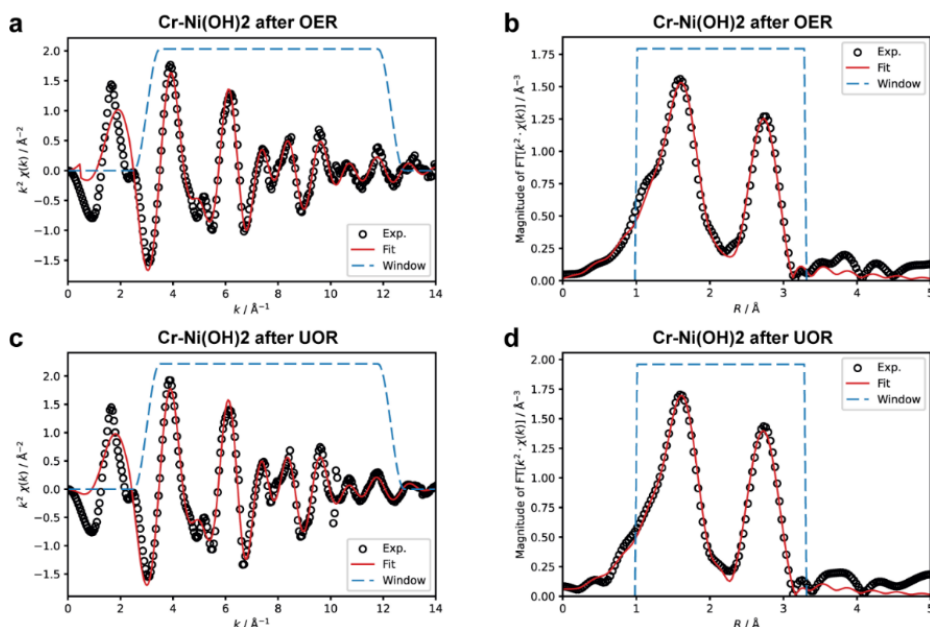 a
Cr-Ni(OH)2 after OER
2.0
1.5
1.0
0.5
0.0
-0.5
-1.0
-1.5
k² χ(k) / Å⁻²
Exp.
Fit
Window
0 2 4 6 8 10 12 14
k / Å⁻¹
b
Cr-Ni(OH)2 after OER
1.75
1.50
1.25
1.00
0.75
0.50
0.25
0.00
Magnitude of FT[k² · χ(k)] / Å⁻³
Exp.
Fit
Window
0 1 2 3 4 5
R / Å
c
Cr-Ni(OH)2 after UOR
2.0
1.5
1.0
0.5
0.0
-0.5
-1.0
-1.5
k² χ(k) / Å⁻²
Exp.
Fit
Window
0 2 4 6 8 10 12 14
k / Å⁻¹
d
Cr-Ni(OH)2 after UOR
2.00
1.75
1.50
1.25
1.00
0.75
0.50
0.25
0.00
Magnitude of FT[k² · χ(k)] / Å⁻³
Exp.
Fit
Window
0 1 2 3 4 5
R / Å